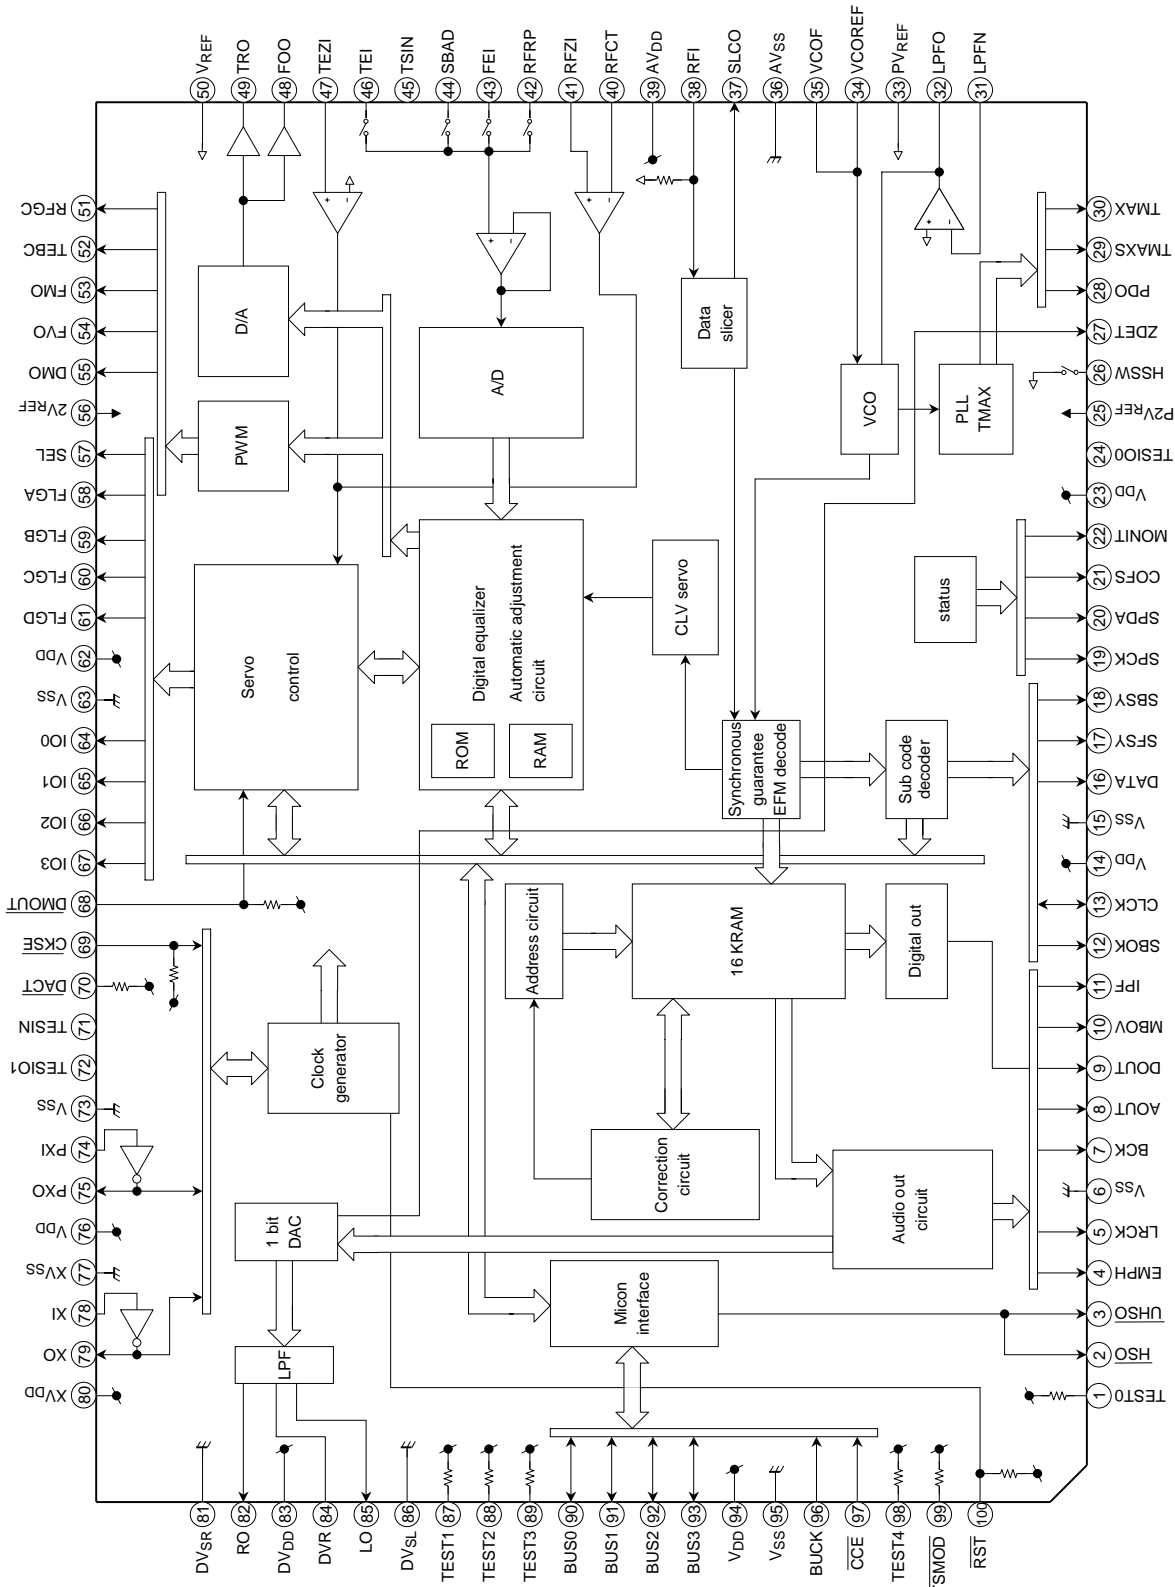 50 VREF
49 TRO
48 FOO
47 TEZI
46 TEI
45 TSIN
44 SBAD
43 FEI
42 RFRP
41 RFZI
40 RFCT
39 AVDD
38 RFI
37 SLCO
36 AVSS
35 VCOF
34 VCOREF
33 PVREF
32 LPFO
31 LPFN
RFGC 51
TEBC 52
FMO 53
FVO 54
DMO 55
2VREF 56
SEL 57
FLGA 58
FLGB 59
FLGC 60
FLGD 61
VDD 62
VSS 63
IO0 64
IO1 65
IO2 66
IO3 67
DMOUT 68
CKSE 69
DACT 70
TESIN 71
TESIO1 72
VSS 73
PXI 74
PXO 75
VDD 76
XVSS 77
XI 78
XO 79
XVDD 80
D/A
PWM
Servo
control
Clock
generator
1 bit
DAC
LPF
+
−
+
−
+
−
A/D
Digital equalizer
Automatic adjustment
circuit
ROM
RAM
Address circuit
16 KRAM
Correction
circuit
Micon
interface
Data
slicer
CLV servo
Synchronous
guarantee
EFM decode
Sub code
decoder
Digital out
Audio out
circuit
+
−
VCO
PLL
TMAX
status
30 TMAX
29 TMAXS
28 PDO
27 ZDET
26 HSSW
25 P2VREF
24 TESIO0
23 VDD
22 MONIT
21 COFS
20 SPDA
19 SPCK
18 SBSY
17 SFSY
16 DATA
15 VSS
14 VDD
13 CLCK
12 SBOK
11 IPF
10 MBOV
9 DOUT
8 AOUT
7 BCK
6 VSS
5 LRCK
4 EMPH
3 UHSO
2 HSO
1 TEST0
DVSR 81
RO 82
DVDD 83
DVR 84
LO 85
DVSL 86
TEST1 87
TEST2 88
TEST3 89
BUS0 90
BUS1 91
BUS2 92
BUS3 93
VDD 94
VSS 95
BUCK 96
CCE 97
TEST4 98
SMOD 99
RST 100